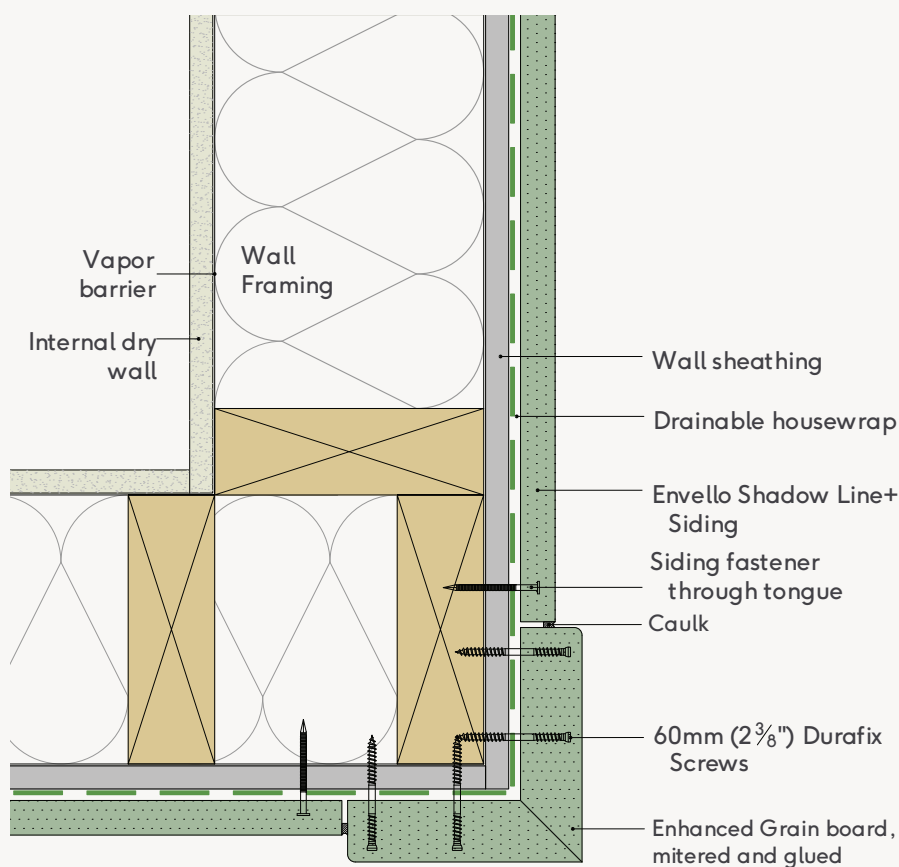 Vapor
barrier
Internal dry
wall
Wall
Framing
Wall sheathing
Drainable housewrap
Envello Shadow Line+
Siding
Siding fastener
through tongue
Caulk
60mm (2⅜") Durafix
Screws
Enhanced Grain board,
mitered and glued